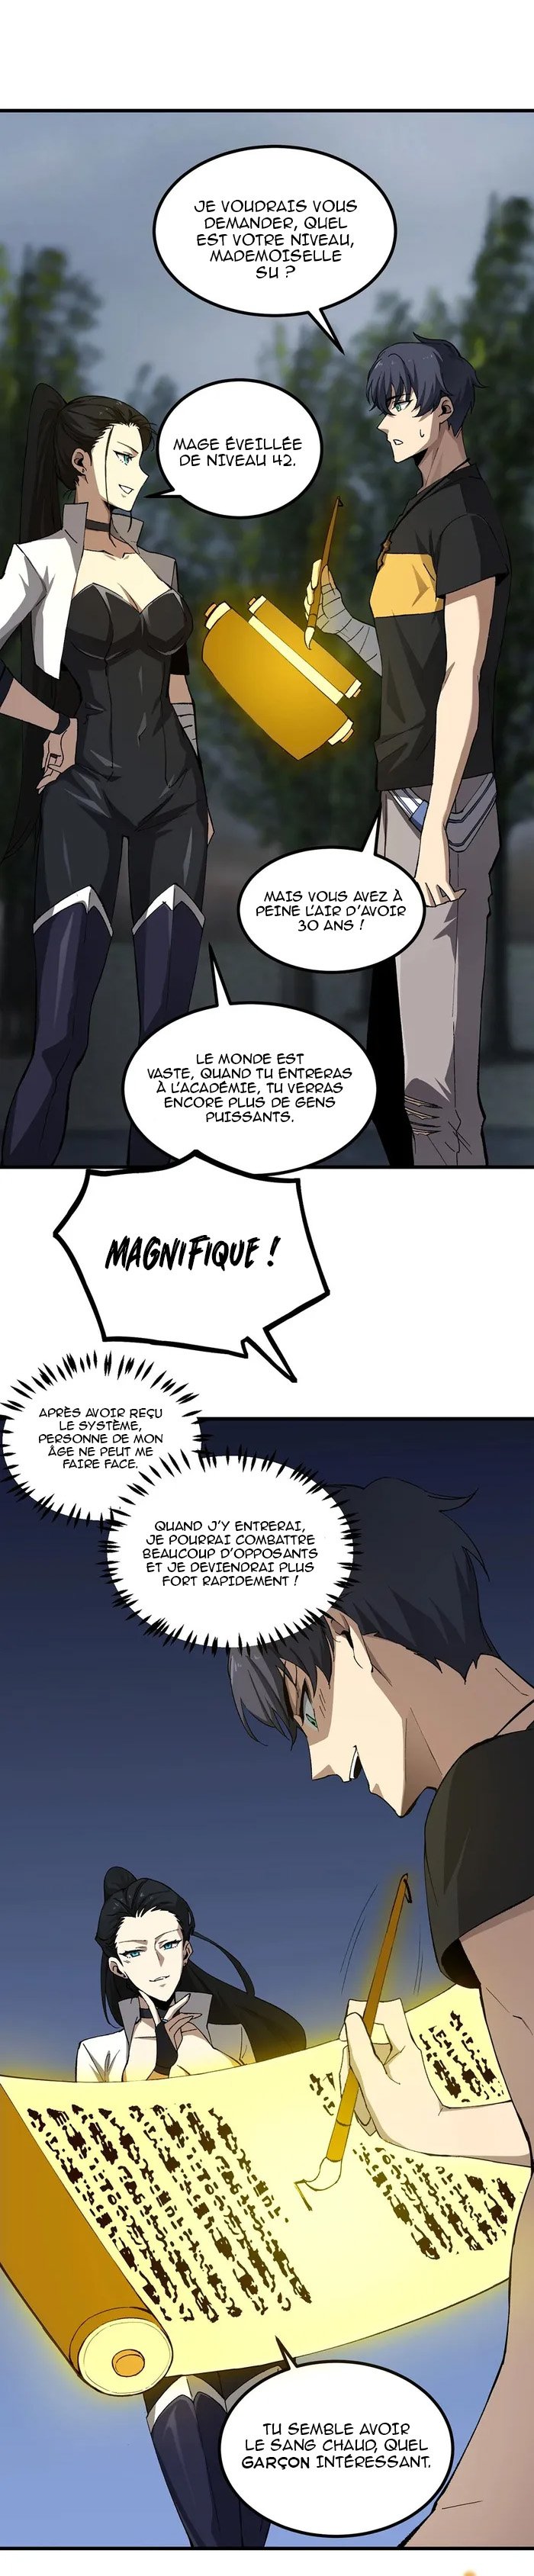 JE VOUDRAIS VOUS
DEMANDER, QUEL
EST VOTRE NIVEAU,
MADEMOISELLE
SU ?
MAGE ÉVEILLÉE
DE NIVEAU 42.
MAIS VOUS AVEZ À
PEINE L'AIR D'AVOIR
30 ANS !
LE MONDE EST
VASTE, QUAND TU ENTRERAS
À L'ACADÉMIE, TU VERRAS
ENCORE PLUS DE GENS
PUISSANTS.
MAGNIFIQUE !
APRÈS AVOIR REÇU
LE SYSTÈME,
PERSONNE DE MON
ÂGE NE PEUT ME
FAIRE FACE.
QUAND J'Y ENTRERAI,
JE POURRAI COMBATTRE
BEAUCOUP D'OPPOSANTS
ET JE DEVIENDRAI PLUS
FORT RAPIDEMENT !
TU SEMBLE AVOIR
LE SANG CHAUD, QUEL
GARÇON INTÉRESSANT.